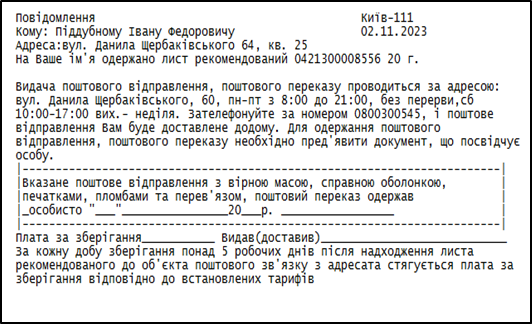 Повідомлення Київ-111
Кому: Піддубному Івану Федоровичу 02.11.2023
Адреса:вул. Данила Щербаківського 64, кв. 25
На Ваше ім'я одержано лист рекомендований 0421300008556 20 г.
Видача поштового відправлення, поштового переказу проводиться за адресою:
вул. Данила Щербаківського, 60, пн-пт з 8:00 до 21:00, без перерви,сб
10:00-17:00 вих.- неділя. Зателефонуйте за номером 0800300545, і поштове
відправлення Вам буде доставлене додому. Для одержання поштового
відправлення, поштового переказу необхідно пред'явити документ, що посвідчує
особу.
Вказане поштове відправлення з вірною масою, справною оболонкою,
печатками, пломбами та перев'язом, поштовий переказ одержав
_особисто "___"_______________20___р. _______________
Плата за зберігання__________ Видав(доставив)_________________________
За кожну добу зберігання понад 5 робочих днів після надходження листа
рекомендованого до об'єкта поштового зв'язку з адресата стягується плата за
зберігання відповідно до встановлених тарифів